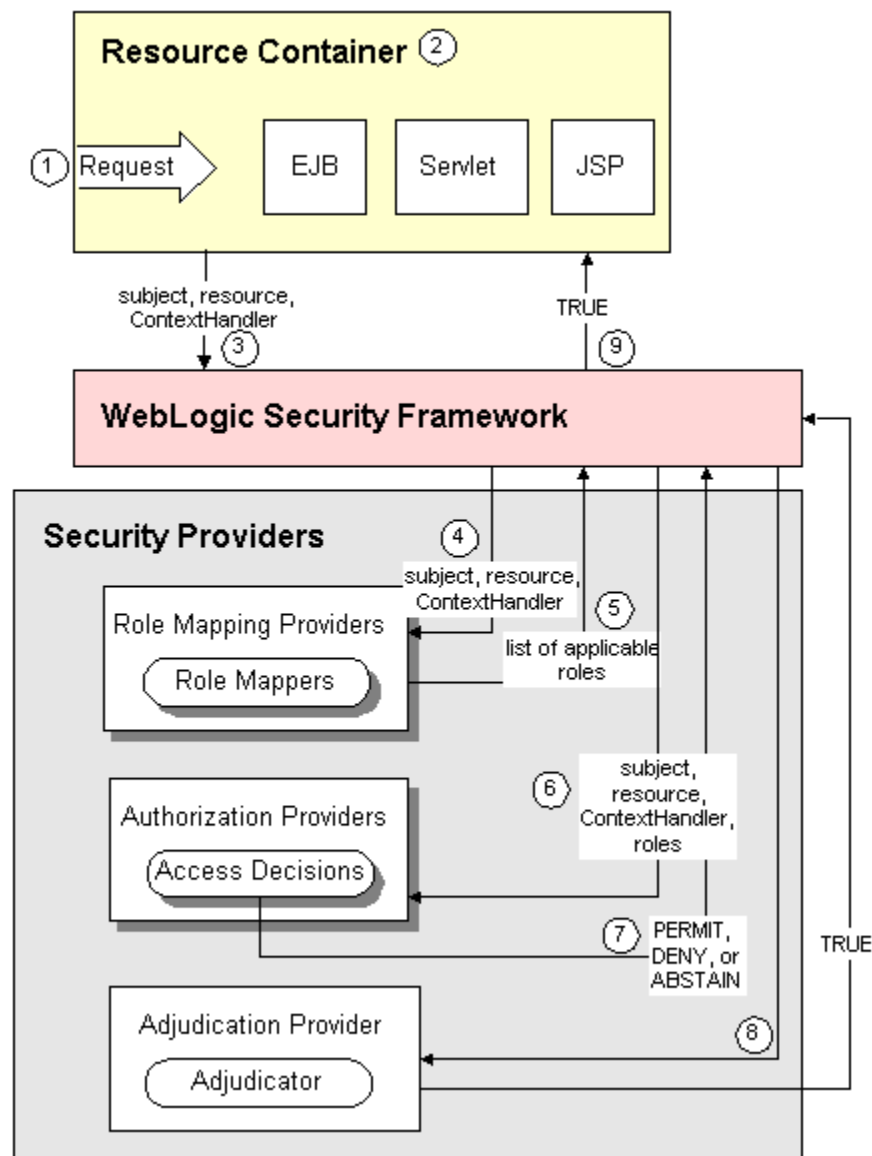 Resource Container 2
1 Request
EJB
Servlet
JSP
subject, resource,
ContextHandler
3
TRUE
9
WebLogic Security Framework
Security Providers
4
subject, resource,
ContextHandler
Role Mapping Providers
Role Mappers
5
list of applicable
roles
6
subject,
resource,
ContextHandler,
roles
Authorization Providers
Access Decisions
7
PERMIT,
DENY, or
ABSTAIN
TRUE
8
Adjudication Provider
Adjudicator